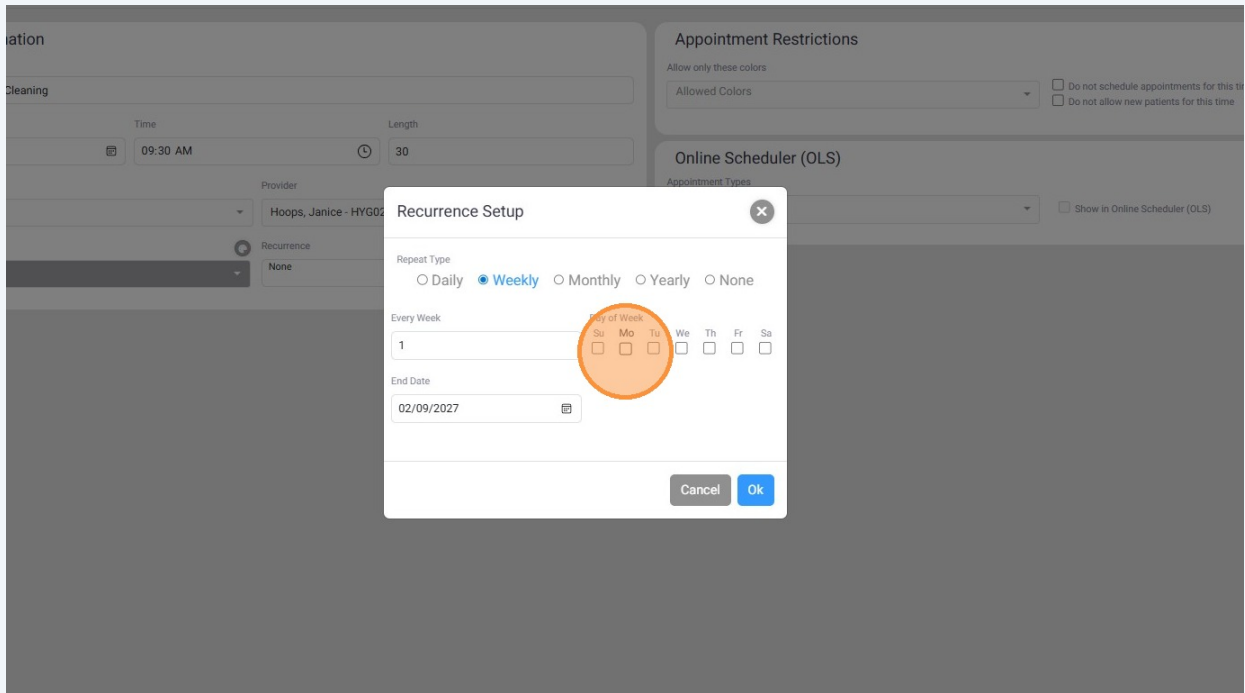 ation
Cleaning
Time
Length
09:30 AM
30
Provider
Hoops, Janice - HYG02
Recurrence
None
Appointment Restrictions
Allow only these colors
Allowed Colors
Do not schedule appointments for this
Do not allow new patients for this time
Online Scheduler (OLS)
Appointment Types
Show in Online Scheduler (OLS)
Recurrence Setup
Repeat Type
Daily Weekly Monthly Yearly None
Every Week
Day of Week
Su Mo Tu We Th Fr Sa
1
End Date
02/09/2027
Cancel Ok